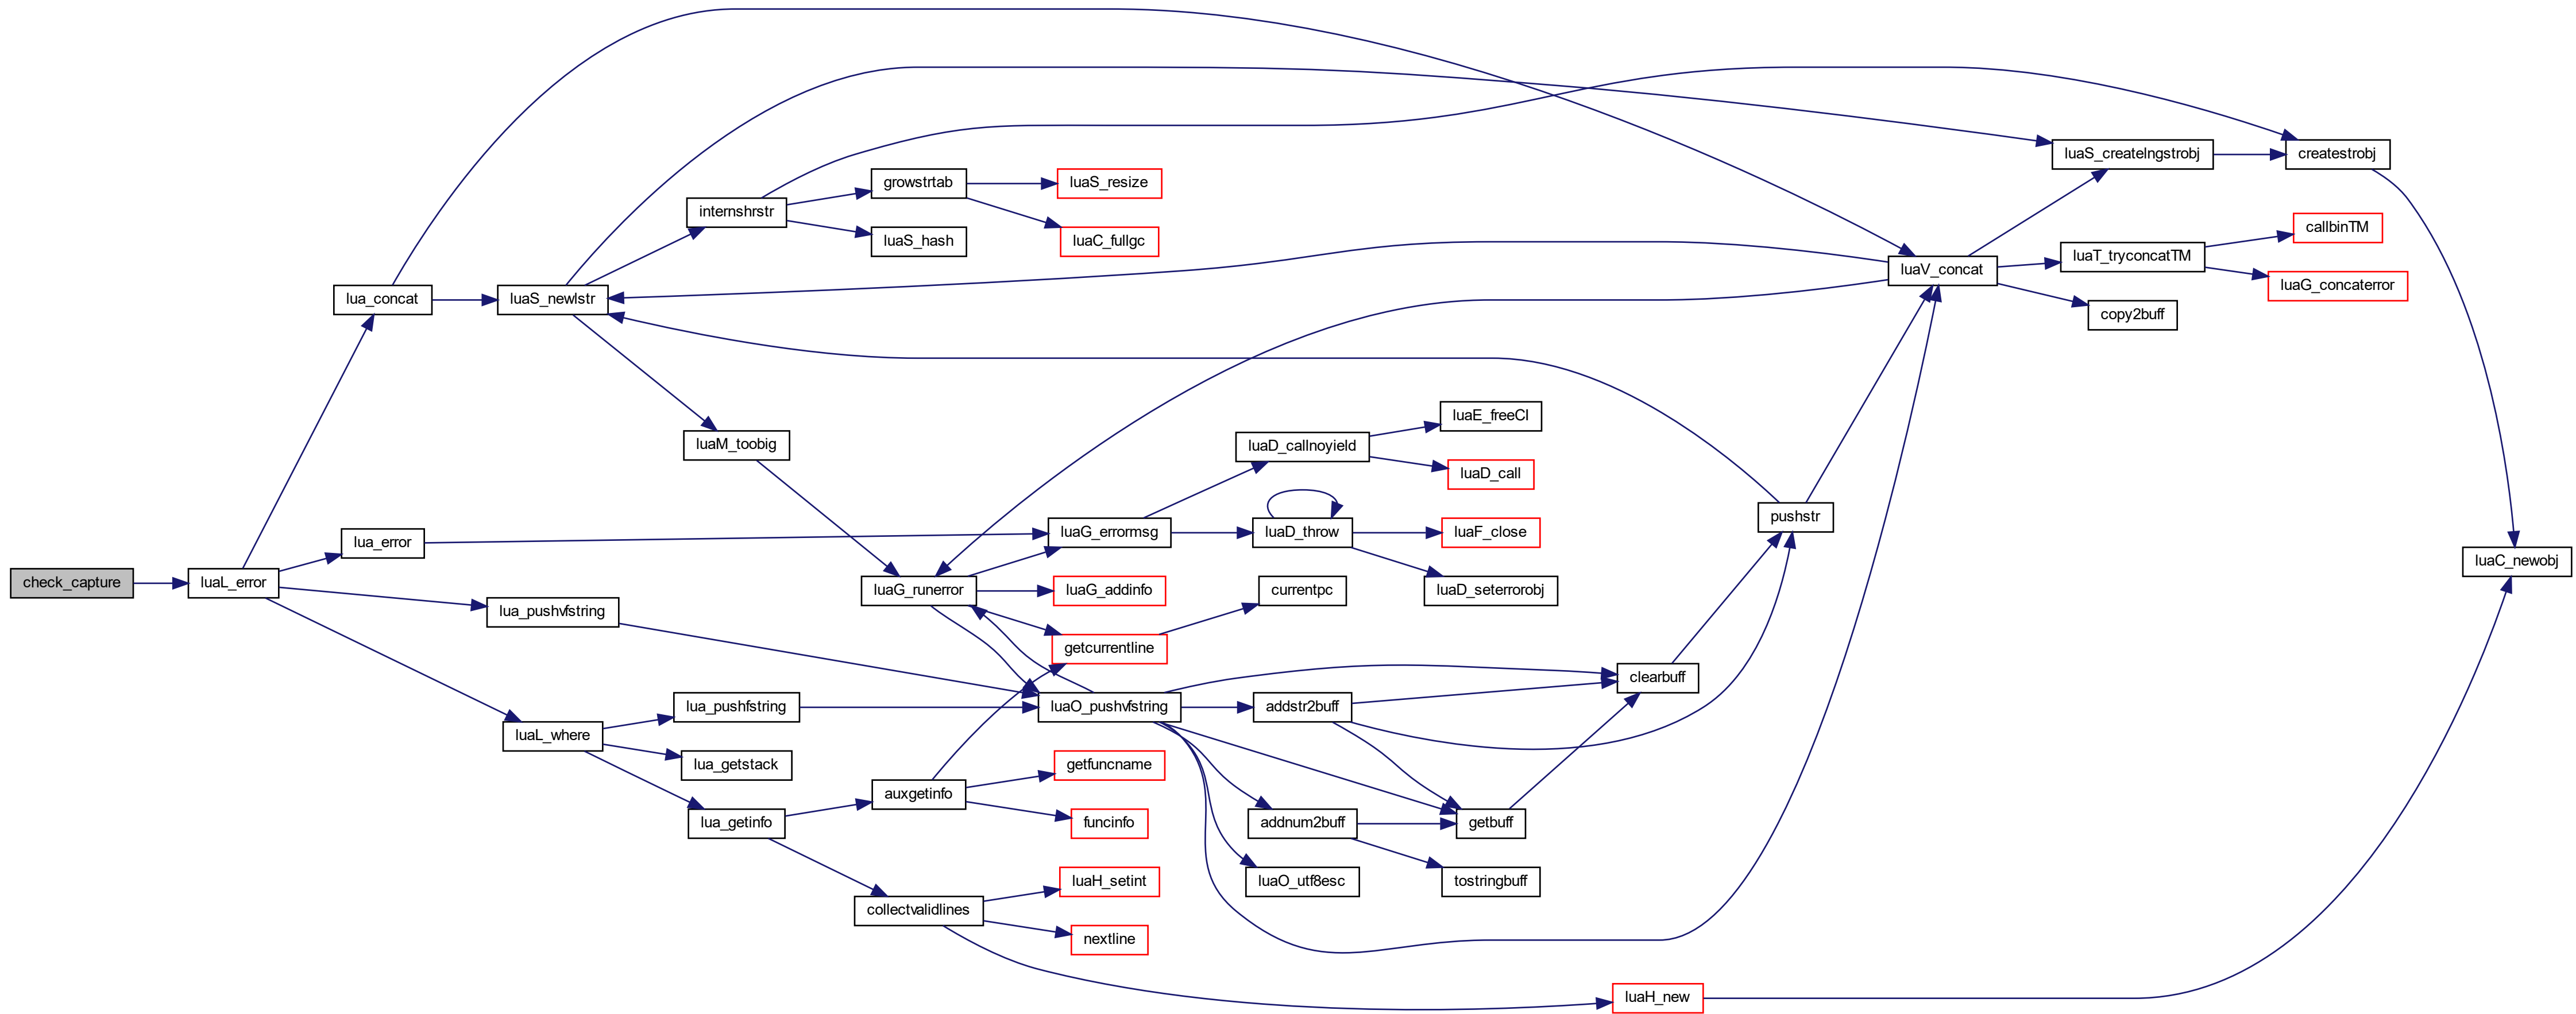 check_capture
luaL_error
lua_concat
lua_error
lua_pushvfstring
luaL_where
luaS_newlstr
internshrstr
growstrtab
luaS_hash
luaS_resize
luaC_fullgc
luaM_toobig
luaG_runerror
luaG_errormsg
luaG_addinfo
getcurrentline
currentpc
luaD_callnoyield
luaE_freeCI
luaD_call
luaD_throw
luaF_close
luaD_seterrorobj
lua_pushfstring
lua_getstack
lua_getinfo
auxgetinfo
getfuncname
funcinfo
collectvalidlines
luaH_setint
nextline
luaH_new
luaO_pushvfstring
addstr2buff
addnum2buff
luaO_utf8esc
getbuff
tostringbuff
clearbuff
pushstr
luaV_concat
luaS_createlngstrobj
createstrobj
luaT_tryconcatTM
callbinTM
luaG_concaterror
copy2buff
luaC_newobj